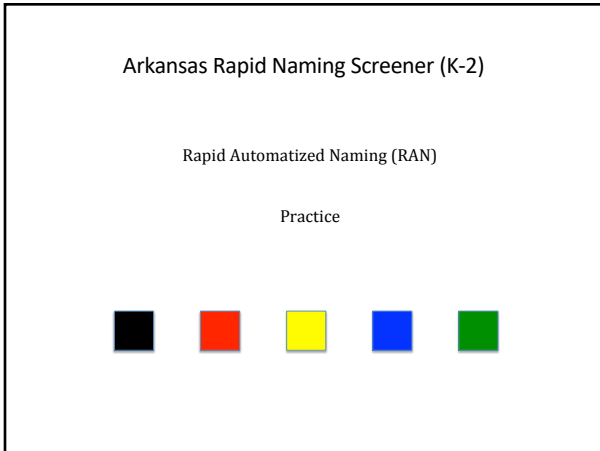 Arkansas Rapid Naming Screener (K-2)
Rapid Automatized Naming (RAN)
Practice